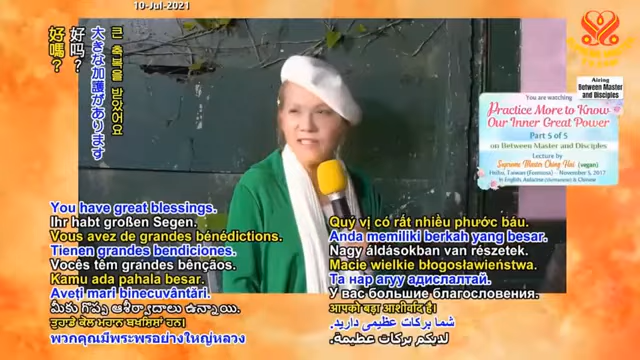 10-Jul-2021
好嗎？
好吗？
大きな加護があります
큰 축복을 받았어요
Airing
Between Master
and Disciples
You are watching
Practice More to Know
Our Inner Great Power
Part 5 of 5
on Between Master and Disciples
Lecture by
Supreme Master Ching Hai (vegan)
Hsihu, Taiwan (Formosa) – November 5, 2017
In English, Aulacese (Vietnamese) & Chinese
You have great blessings.
Ihr habt großen Segen.
Vous avez de grandes bénédictions.
Tienen grandes bendiciones.
Vocês têm grandes bênçãos.
Kamu ada pahala besar.
Aveți mari binecuvântări.
మీకు గొప్ప ఆశీర్వాదాలు ఉన్నాయి.
ਤੁਹਾਡੇ ਕੋਲ ਮਹਾਨ ਬਖਸ਼ਿਸ਼ਾਂ ਹਨ।
พวกคุณมีพระพรอย่างใหญ่หลวง
Quý vị có rất nhiều phước báu.
Anda memiliki berkah yang besar.
Nagy áldásokban van részetek.
Macie wielkie błogosławieństwa.
Та нар агуу адислалтай.
У вас большие благословения.
आपको बड़ा आशीर्वाद है।
شما برکات عظیمی دارید.
لديكم بركات عظيمة.